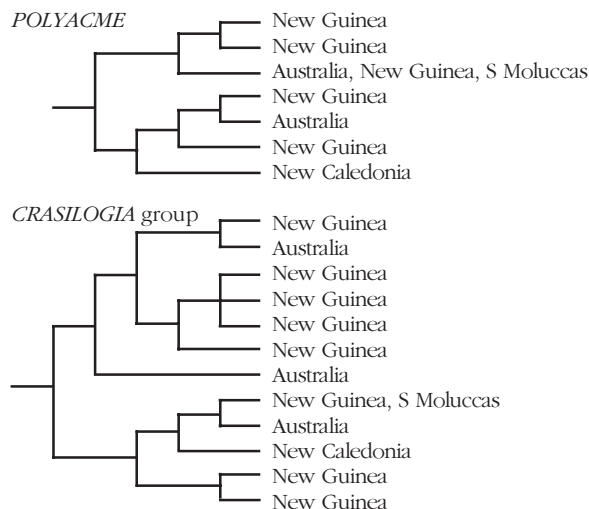 POLYACME
New Guinea
New Guinea
Australia, New Guinea, S Moluccas
New Guinea
Australia
New Guinea
New Caledonia
CRASILOGIA group
New Guinea
Australia
New Guinea
New Guinea
New Guinea
New Guinea
Australia
New Guinea, S Moluccas
Australia
New Caledonia
New Guinea
New Guinea